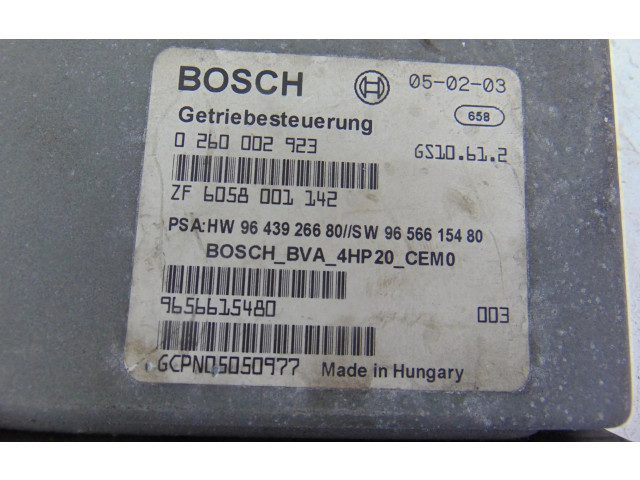 BOSCH 05-02-03
Getriebesteuerung 658
0 260 002 923 GS10.61.2
ZF 6058 001 142
PSA:HW 96 439 266 80//SW 96 566 154 80
BOSCH_BVA_4HP20_CEM0
9656615480 003
GCPN05050977 Made in Hungary